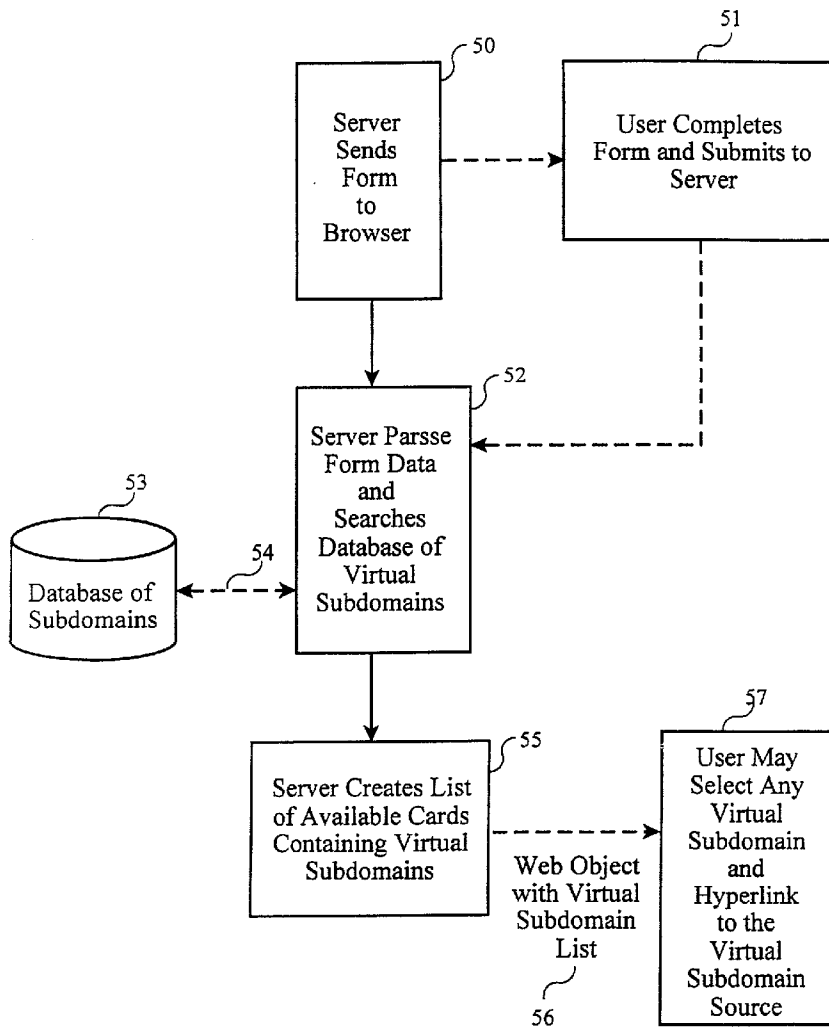 50
Server
Sends
Form
to
Browser
51
User Completes
Form and Submits to
Server
52
Server Parsse
Form Data
and
Searches
Database of
Virtual
Subdomains
53
Database of
Subdomains
54
55
Server Creates List
of Available Cards
Containing Virtual
Subdomains
Web Object
with Virtual
Subdomain
List
56
57
User May
Select Any
Virtual
Subdomain
and
Hyperlink
to the
Virtual
Subdomain
Source